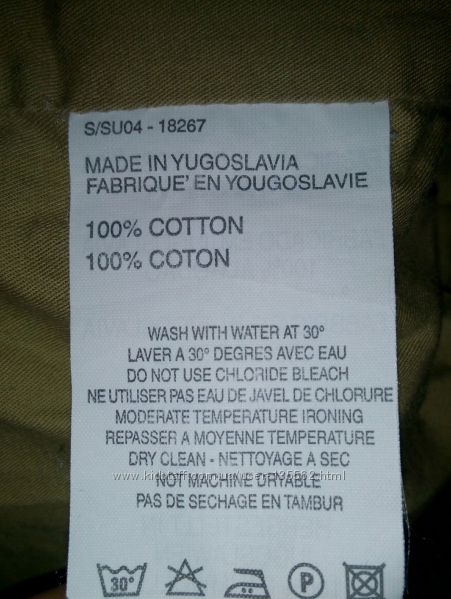 S/SU04 - 18267
MADE IN YUGOSLAVIA
FABRIQUE' EN YOUGOSLAVIE
100% COTTON
100% COTON
WASH WITH WATER AT 30°
LAVER A 30° DEGRES AVEC EAU
DO NOT USE CHLORIDE BLEACH
NE UTILISER PAS EAU DE JAVEL DE CHLORURE
MODERATE TEMPERATURE IRONING
REPASSER A MOYENNE TEMPERATURE
DRY CLEAN - NETTOYAGE A SEC
NOT MACHINE DRYABLE
PAS DE SECHAGE EN TAMBUR
30°
P